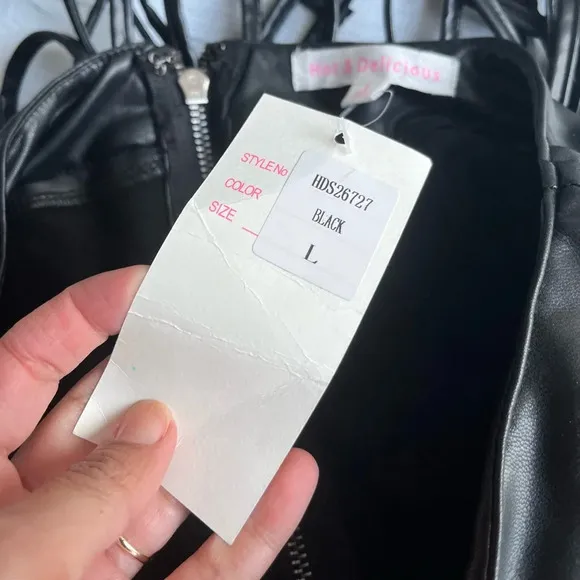 Hot & Delicious
L
STYLE No
COLOR
SIZE
HDS26727
BLACK
L